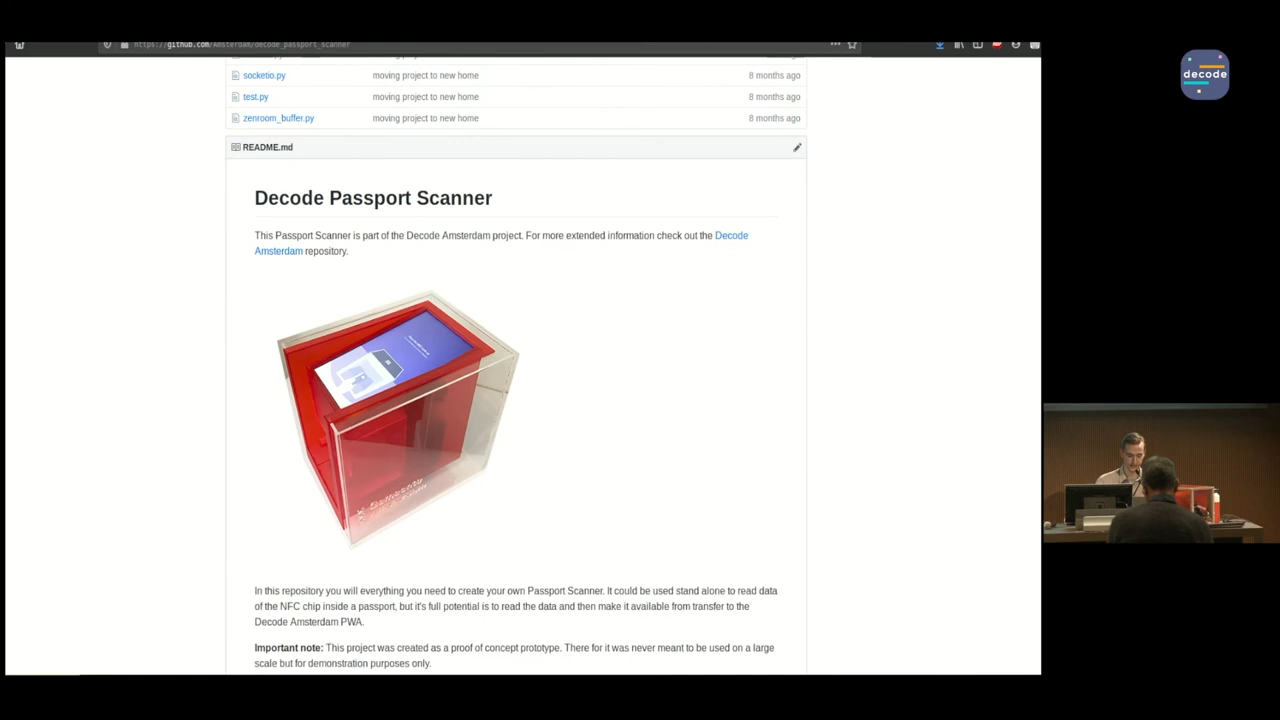 https://github.com/Amsterdam/decode_passport_scanner
socketio.py moving project to new home 8 months ago
test.py moving project to new home 8 months ago
zenroom_buffer.py moving project to new home 8 months ago
README.md
Decode Passport Scanner
This Passport Scanner is part of the Decode Amsterdam project. For more extended information check out the Decode
Amsterdam repository.
In this repository you will everything you need to create your own Passport Scanner. It could be used stand alone to read data
of the NFC chip inside a passport, but it's full potential is to read the data and then make it available from transfer to the
Decode Amsterdam PWA.
Important note: This project was created as a proof of concept prototype. There for it was never meant to be used on a large
scale but for demonstration purposes only.
decode